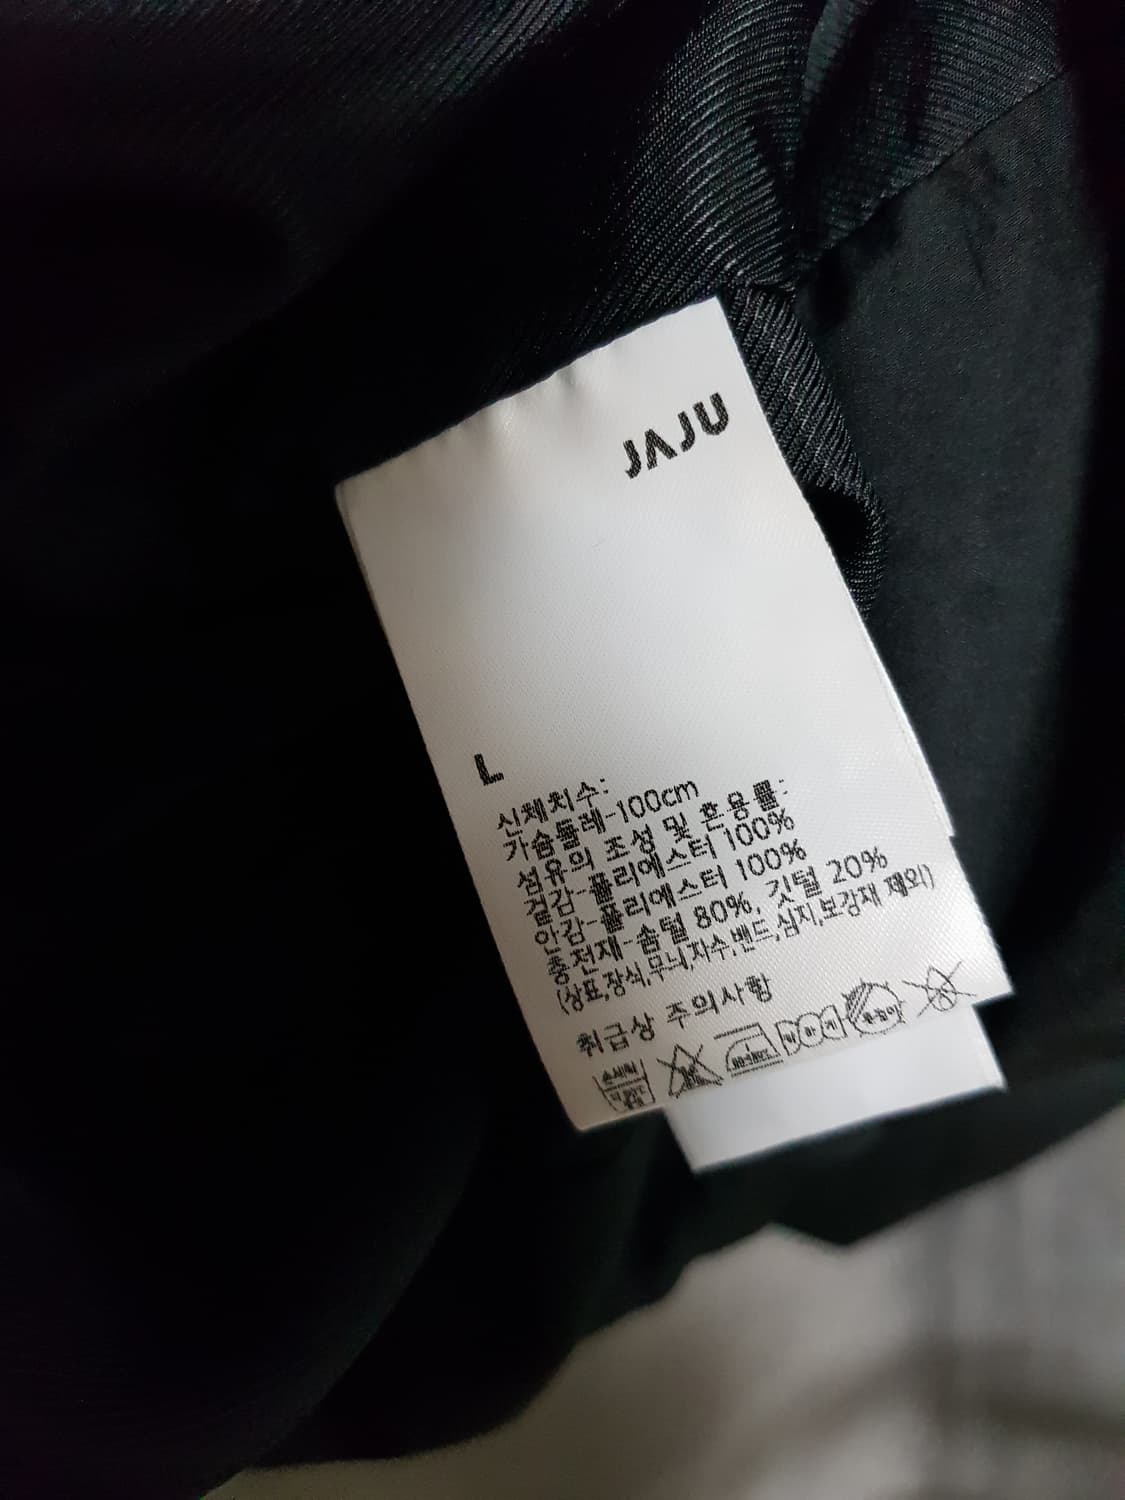 JAJU
L
신체치수:
가슴둘레-100cm
섬유의 조성 및 혼용률:
겉감-폴리에스터 100%
안감-폴리에스터 100%
충전재-솜털 80%, 깃털 20%
(상표,장식,무늬,자수,밴드,심지,보강재 제외)
취급상 주의사항
손세탁